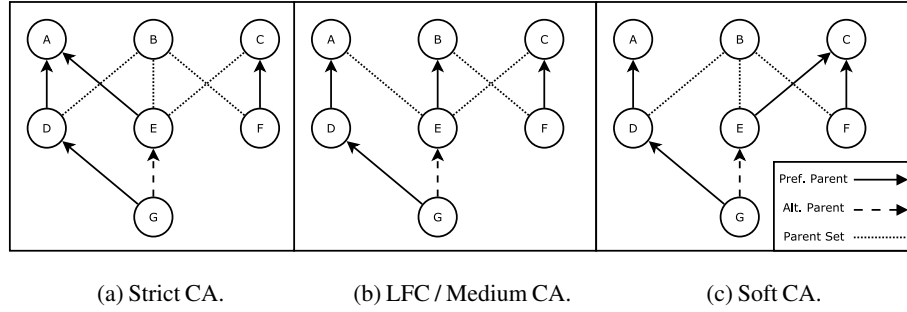 A B C A B C A B C
D E F D E F D E F
G G G
Pref. Parent
Alt. Parent
Parent Set
(a) Strict CA. (b) LFC / Medium CA. (c) Soft CA.